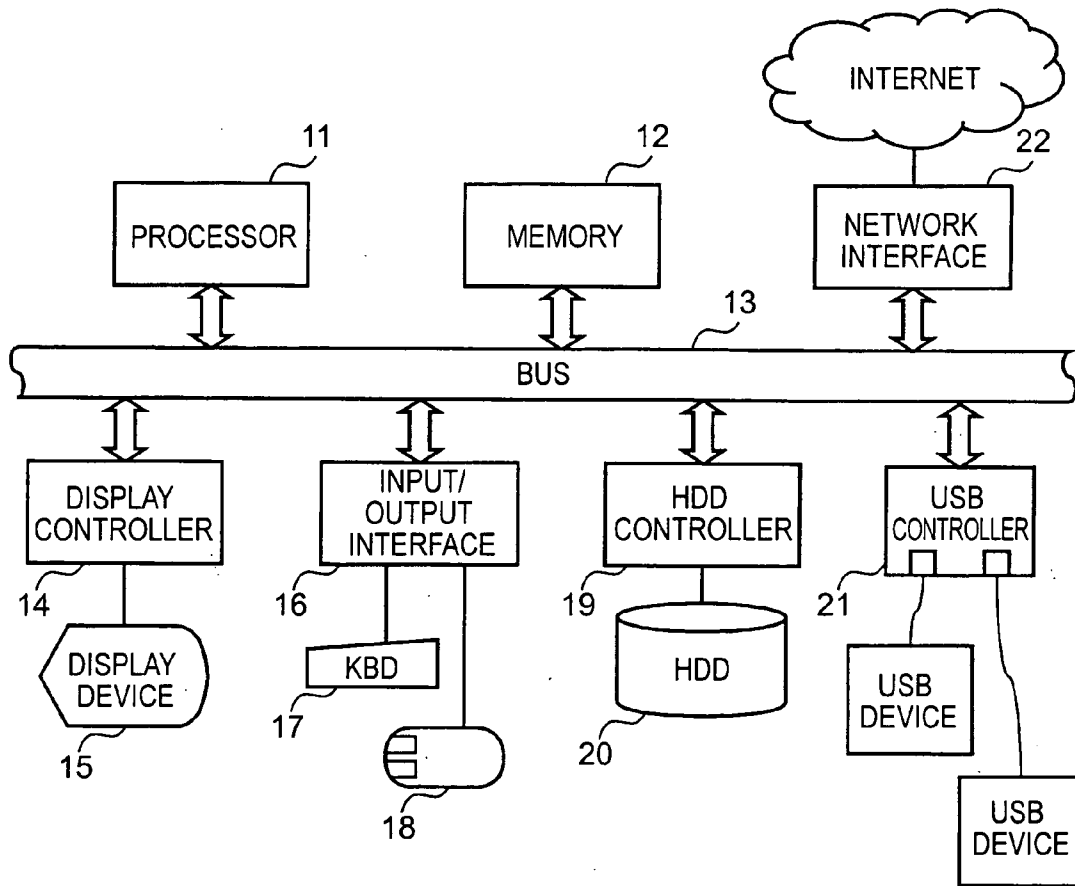 INTERNET
11
12
22
PROCESSOR
MEMORY
NETWORK
INTERFACE
13
BUS
DISPLAY
CONTROLLER
INPUT/
OUTPUT
INTERFACE
HDD
CONTROLLER
USB
CONTROLLER
14
16
19
21
DISPLAY
DEVICE
KBD
HDD
USB
DEVICE
15
17
18
20
USB
DEVICE